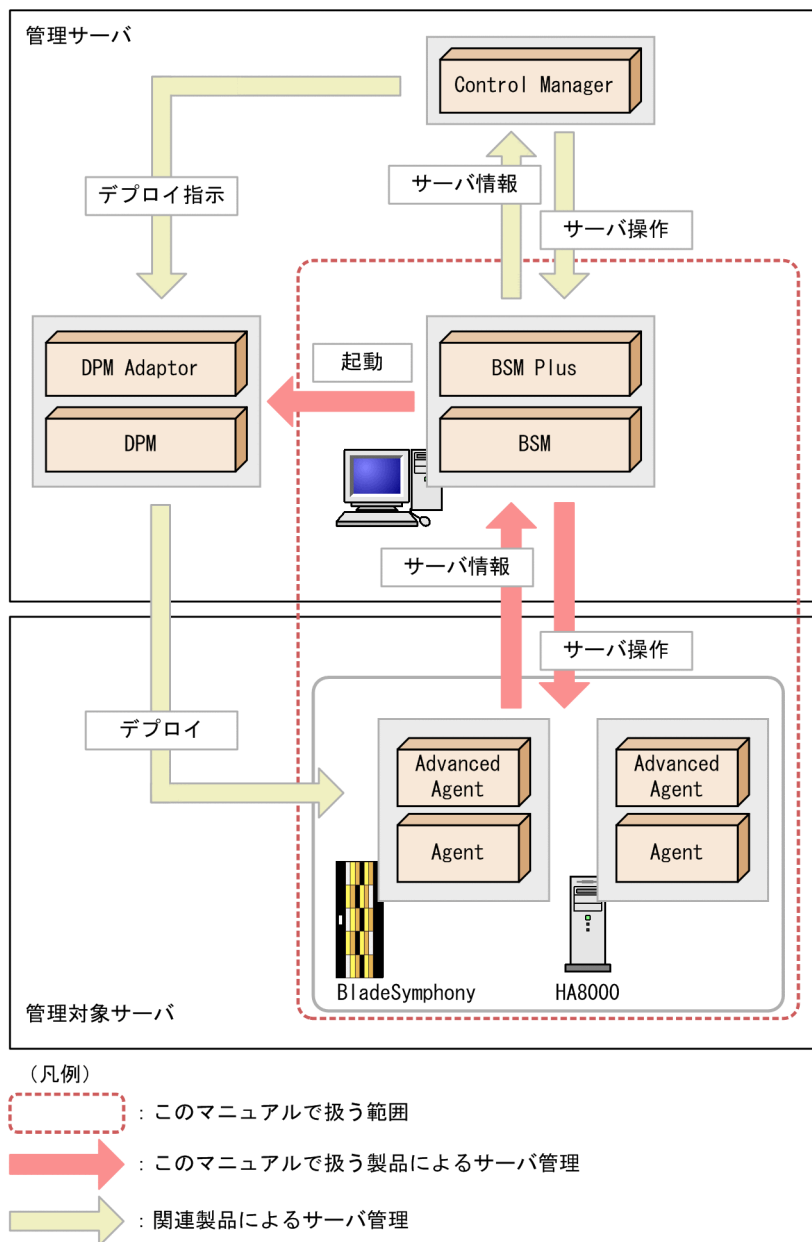 管理サーバ
Control Manager
デプロイ指示
サーバ情報
サーバ操作
DPM Adaptor
DPM
起動
BSM Plus
BSM
サーバ情報
サーバ操作
デプロイ
Advanced
Agent
Agent
Advanced
Agent
Agent
BladeSymphony
HA8000
管理対象サーバ
（凡例）
：このマニュアルで扱う範囲
：このマニュアルで扱う製品によるサーバ管理
：関連製品によるサーバ管理